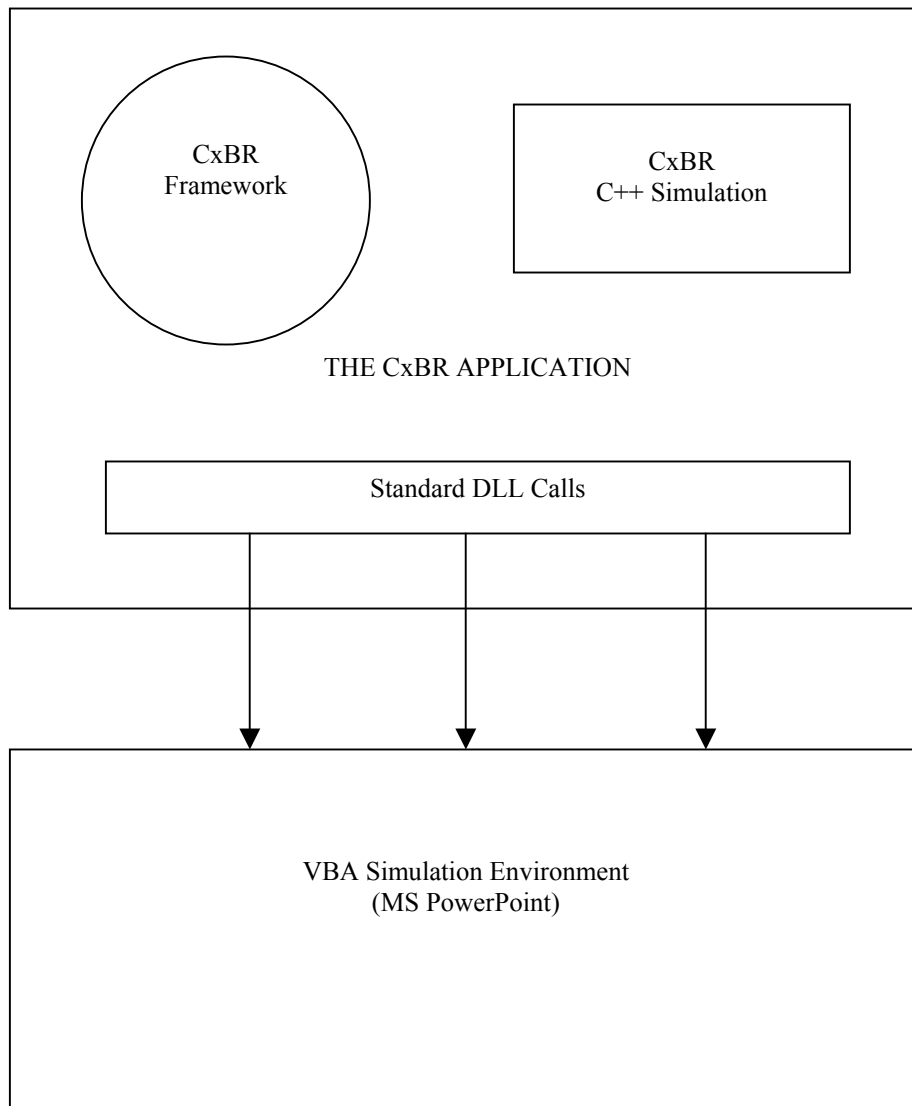 CxBR
Framework
CxBR
C++ Simulation
THE CxBR APPLICATION
Standard DLL Calls
VBA Simulation Environment
(MS PowerPoint)